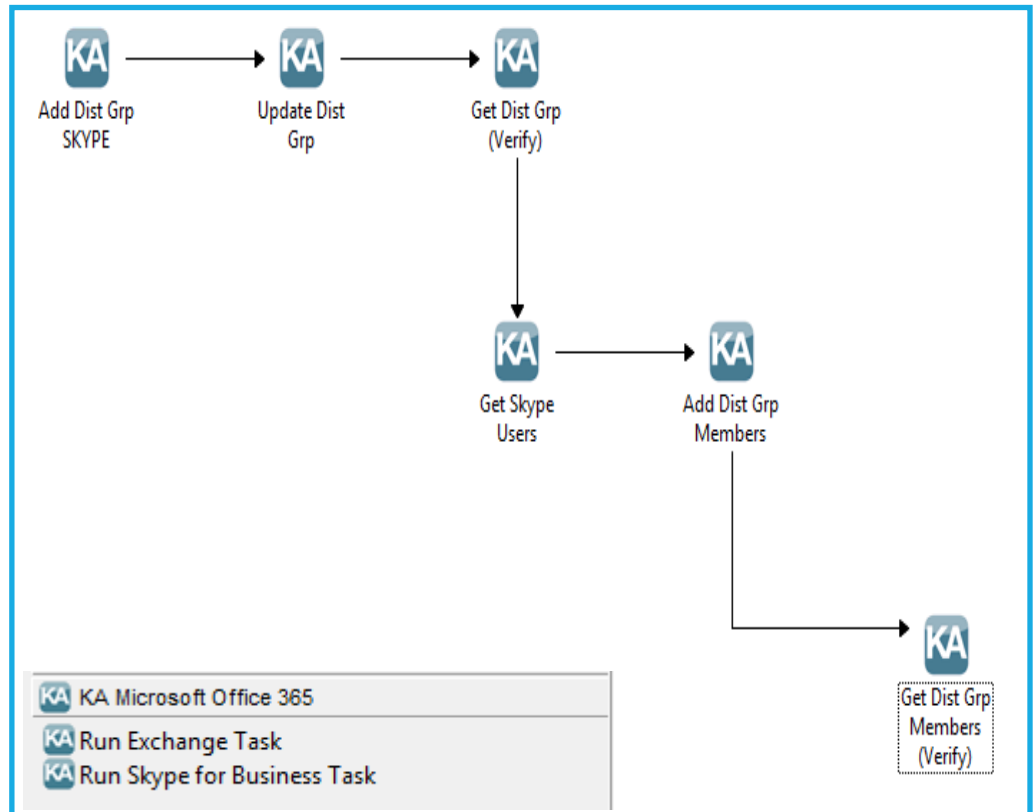 KA
KA
KA
Add Dist Grp
SKYPE
Update Dist
Grp
Get Dist Grp
(Verify)
KA
KA
Get Skype
Users
Add Dist Grp
Members
KA
Get Dist Grp
Members
(Verify)
KA KA Microsoft Office 365
KA Run Exchange Task
KA Run Skype for Business Task